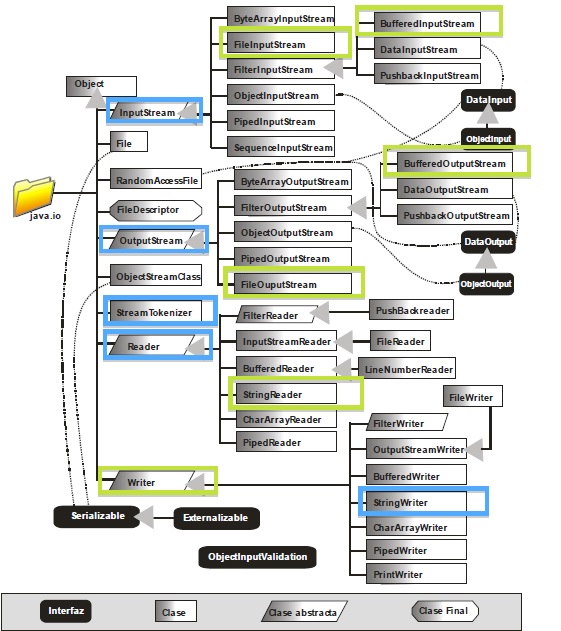 ByteArrayInputStream
FileInputStream
FilterInputStream
ObjectInputStream
PipedInputStream
SequenceInputStream
BufferedInputStream
DataInputStream
PushbackInputStream
DataInput
ObjectInput
Object
InputStream
File
RandomAccessFile
FileDescriptor
OutputStream
ObjectStreamClass
StreamTokenizer
Reader
Writer
java.io
ByteArrayOutputStream
FilterOutputStream
ObjectOutputStream
PipedOutputStream
FileOuputStream
BufferedOutputStream
DataOutputStream
PushbackOutputStream
DataOutput
ObjectOutput
FilterReader
InputStreamReader
BufferedReader
StringReader
CharArrayReader
PipedReader
PushBackreader
FileReader
LineNumberReader
FileWriter
FilterWriter
OutputStreamWriter
BufferedWriter
StringWriter
CharArrayWriter
PipedWriter
PrintWriter
Serializable
Externalizable
ObjectInputValidation
Interfaz
Clase
Clase abstracta
Clase Final